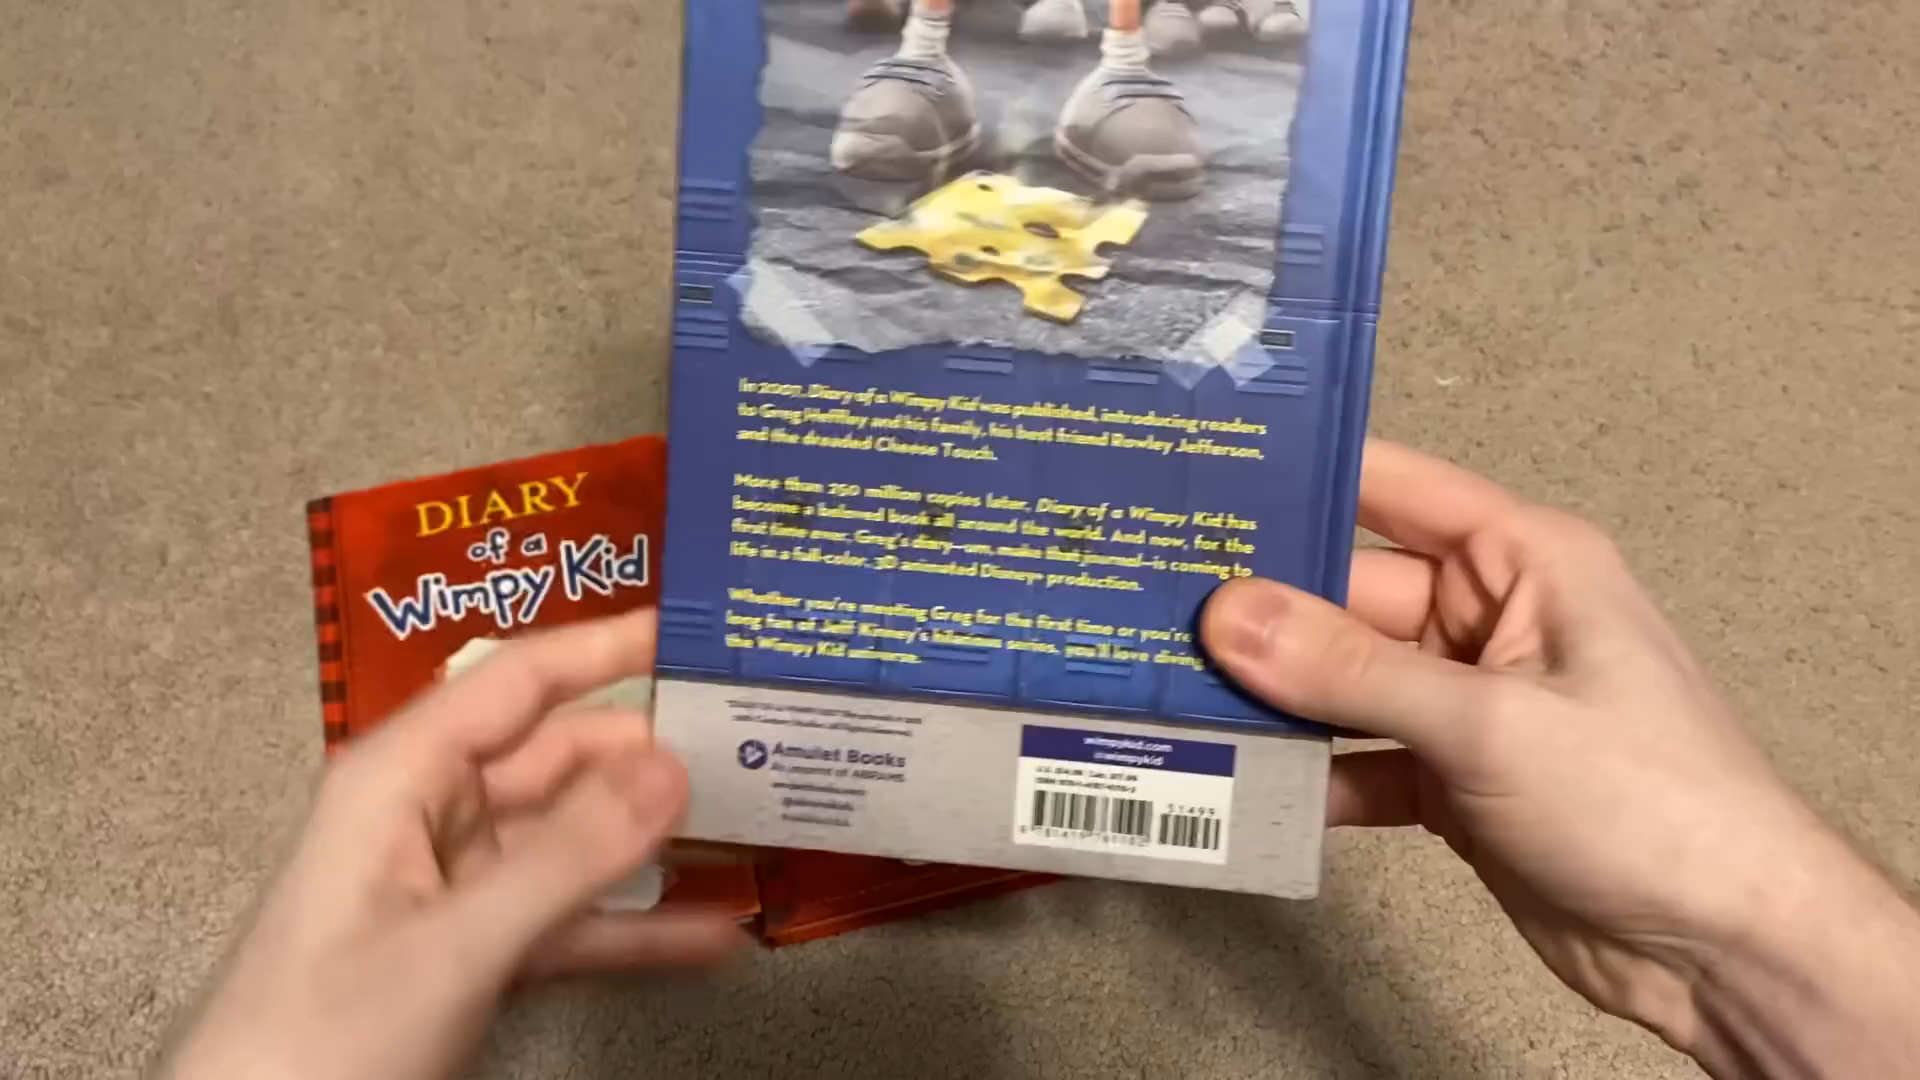 In 2007, Diary of a Wimpy Kid was published, introducing readers
to Greg Heffley and his family, his best friend Rowley Jefferson,
and the dreaded Cheese Touch.
More than 250 million copies later, Diary of a Wimpy Kid has
become a beloved book all around the world. And now, for the
first time ever, Greg's diary—um, make that journal—is coming to
life in a full-color, 3D animated Disney+ production.
Whether you're meeting Greg for the first time or you're
long fan of Jeff Kinney's hilarious series, you'll love diving
the Wimpy Kid universe.
DIARY
of a
Wimpy Kid
Amulet Books
An imprint of ABRAMS
wimpykid.com
@wimpykid
51499